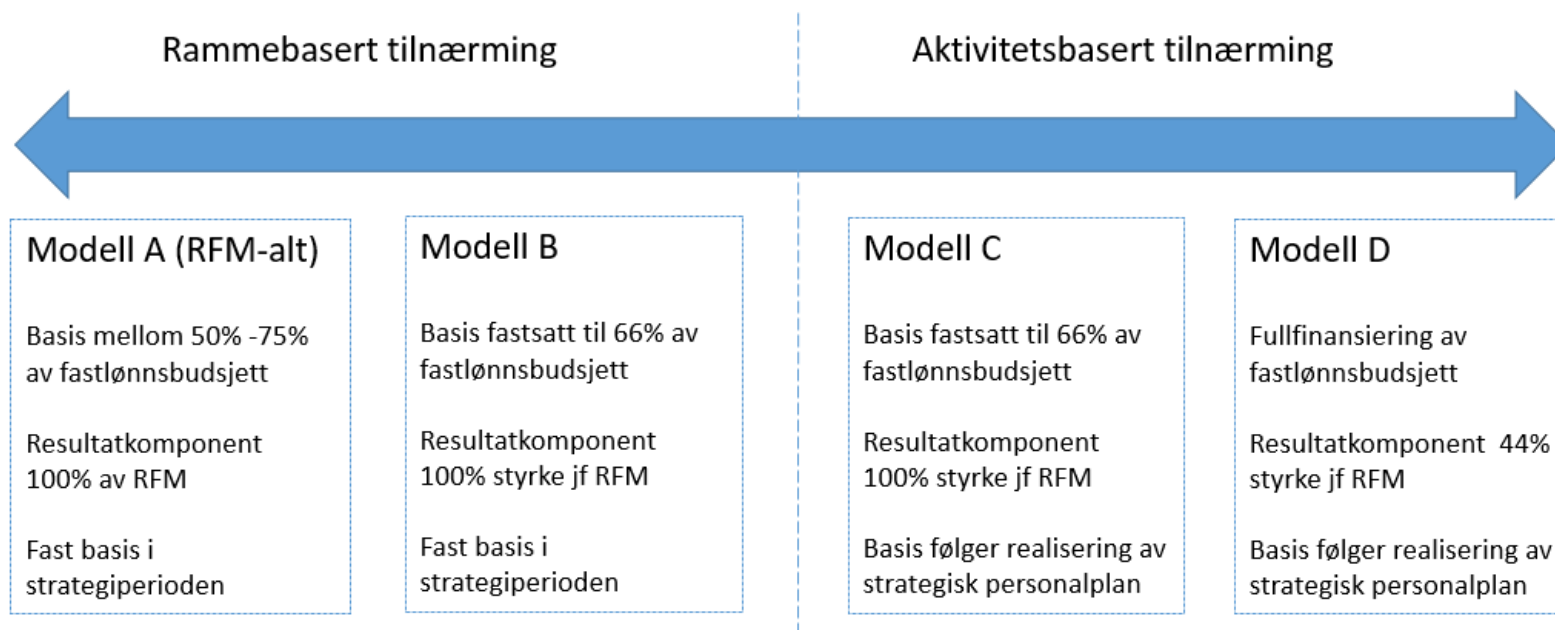 Rammebasert tilnærming
Aktivitetsbasert tilnærming
Modell A (RFM-alt)
Basis mellom 50% -75%
av fastlønnsbudsjett
Resultatkomponent
100% av RFM
Fast basis i
strategiperioden
Modell B
Basis fastsatt til 66% av
fastlønnsbudsjett
Resultatkomponent
100% styrke jf RFM
Fast basis i
strategiperioden
Modell C
Basis fastsatt til 66% av
fastlønnsbudsjett
Resultatkomponent
100% styrke jf RFM
Basis følger realisering av
strategisk personalplan
Modell D
Fullfinansiering av
fastlønnsbudsjett
Resultatkomponent 44%
styrke jf RFM
Basis følger realisering av
strategisk personalplan